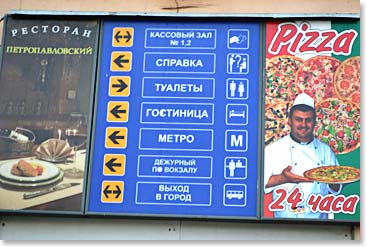 РЕСТОРАН
ПЕТРОПАВЛОВСКИЙ
КАССОВЫЙ ЗАЛ
№ 1,2
СПРАВКА
ТУАЛЕТЫ
ГОСТИНИЦА
МЕТРО
М
ДЕЖУРНЫЙ
ПО ВОКЗАЛУ
ВЫХОД
В ГОРОД
Pizza
24 часа